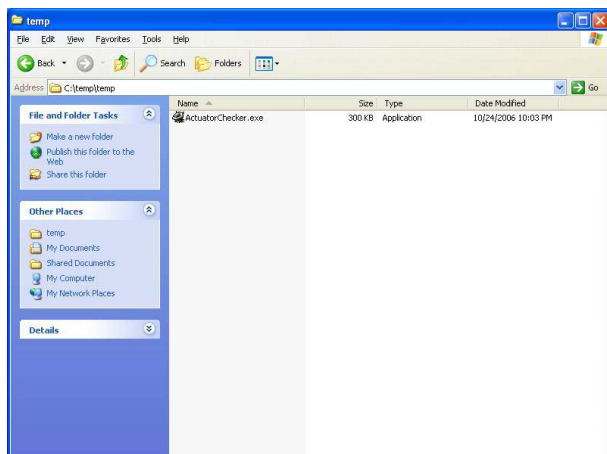 temp
File Edit View Favorites Tools Help
Back Search Folders
Address C:\temp\temp Go
Name Size Type Date Modified
File and Folder Tasks
ActuatorChecker.exe 300 KB Application 10/24/2006 10:03 PM
Make a new folder
Publish this folder to the
Web
Share this folder
Other Places
temp
My Documents
Shared Documents
My Computer
My Network Places
Details